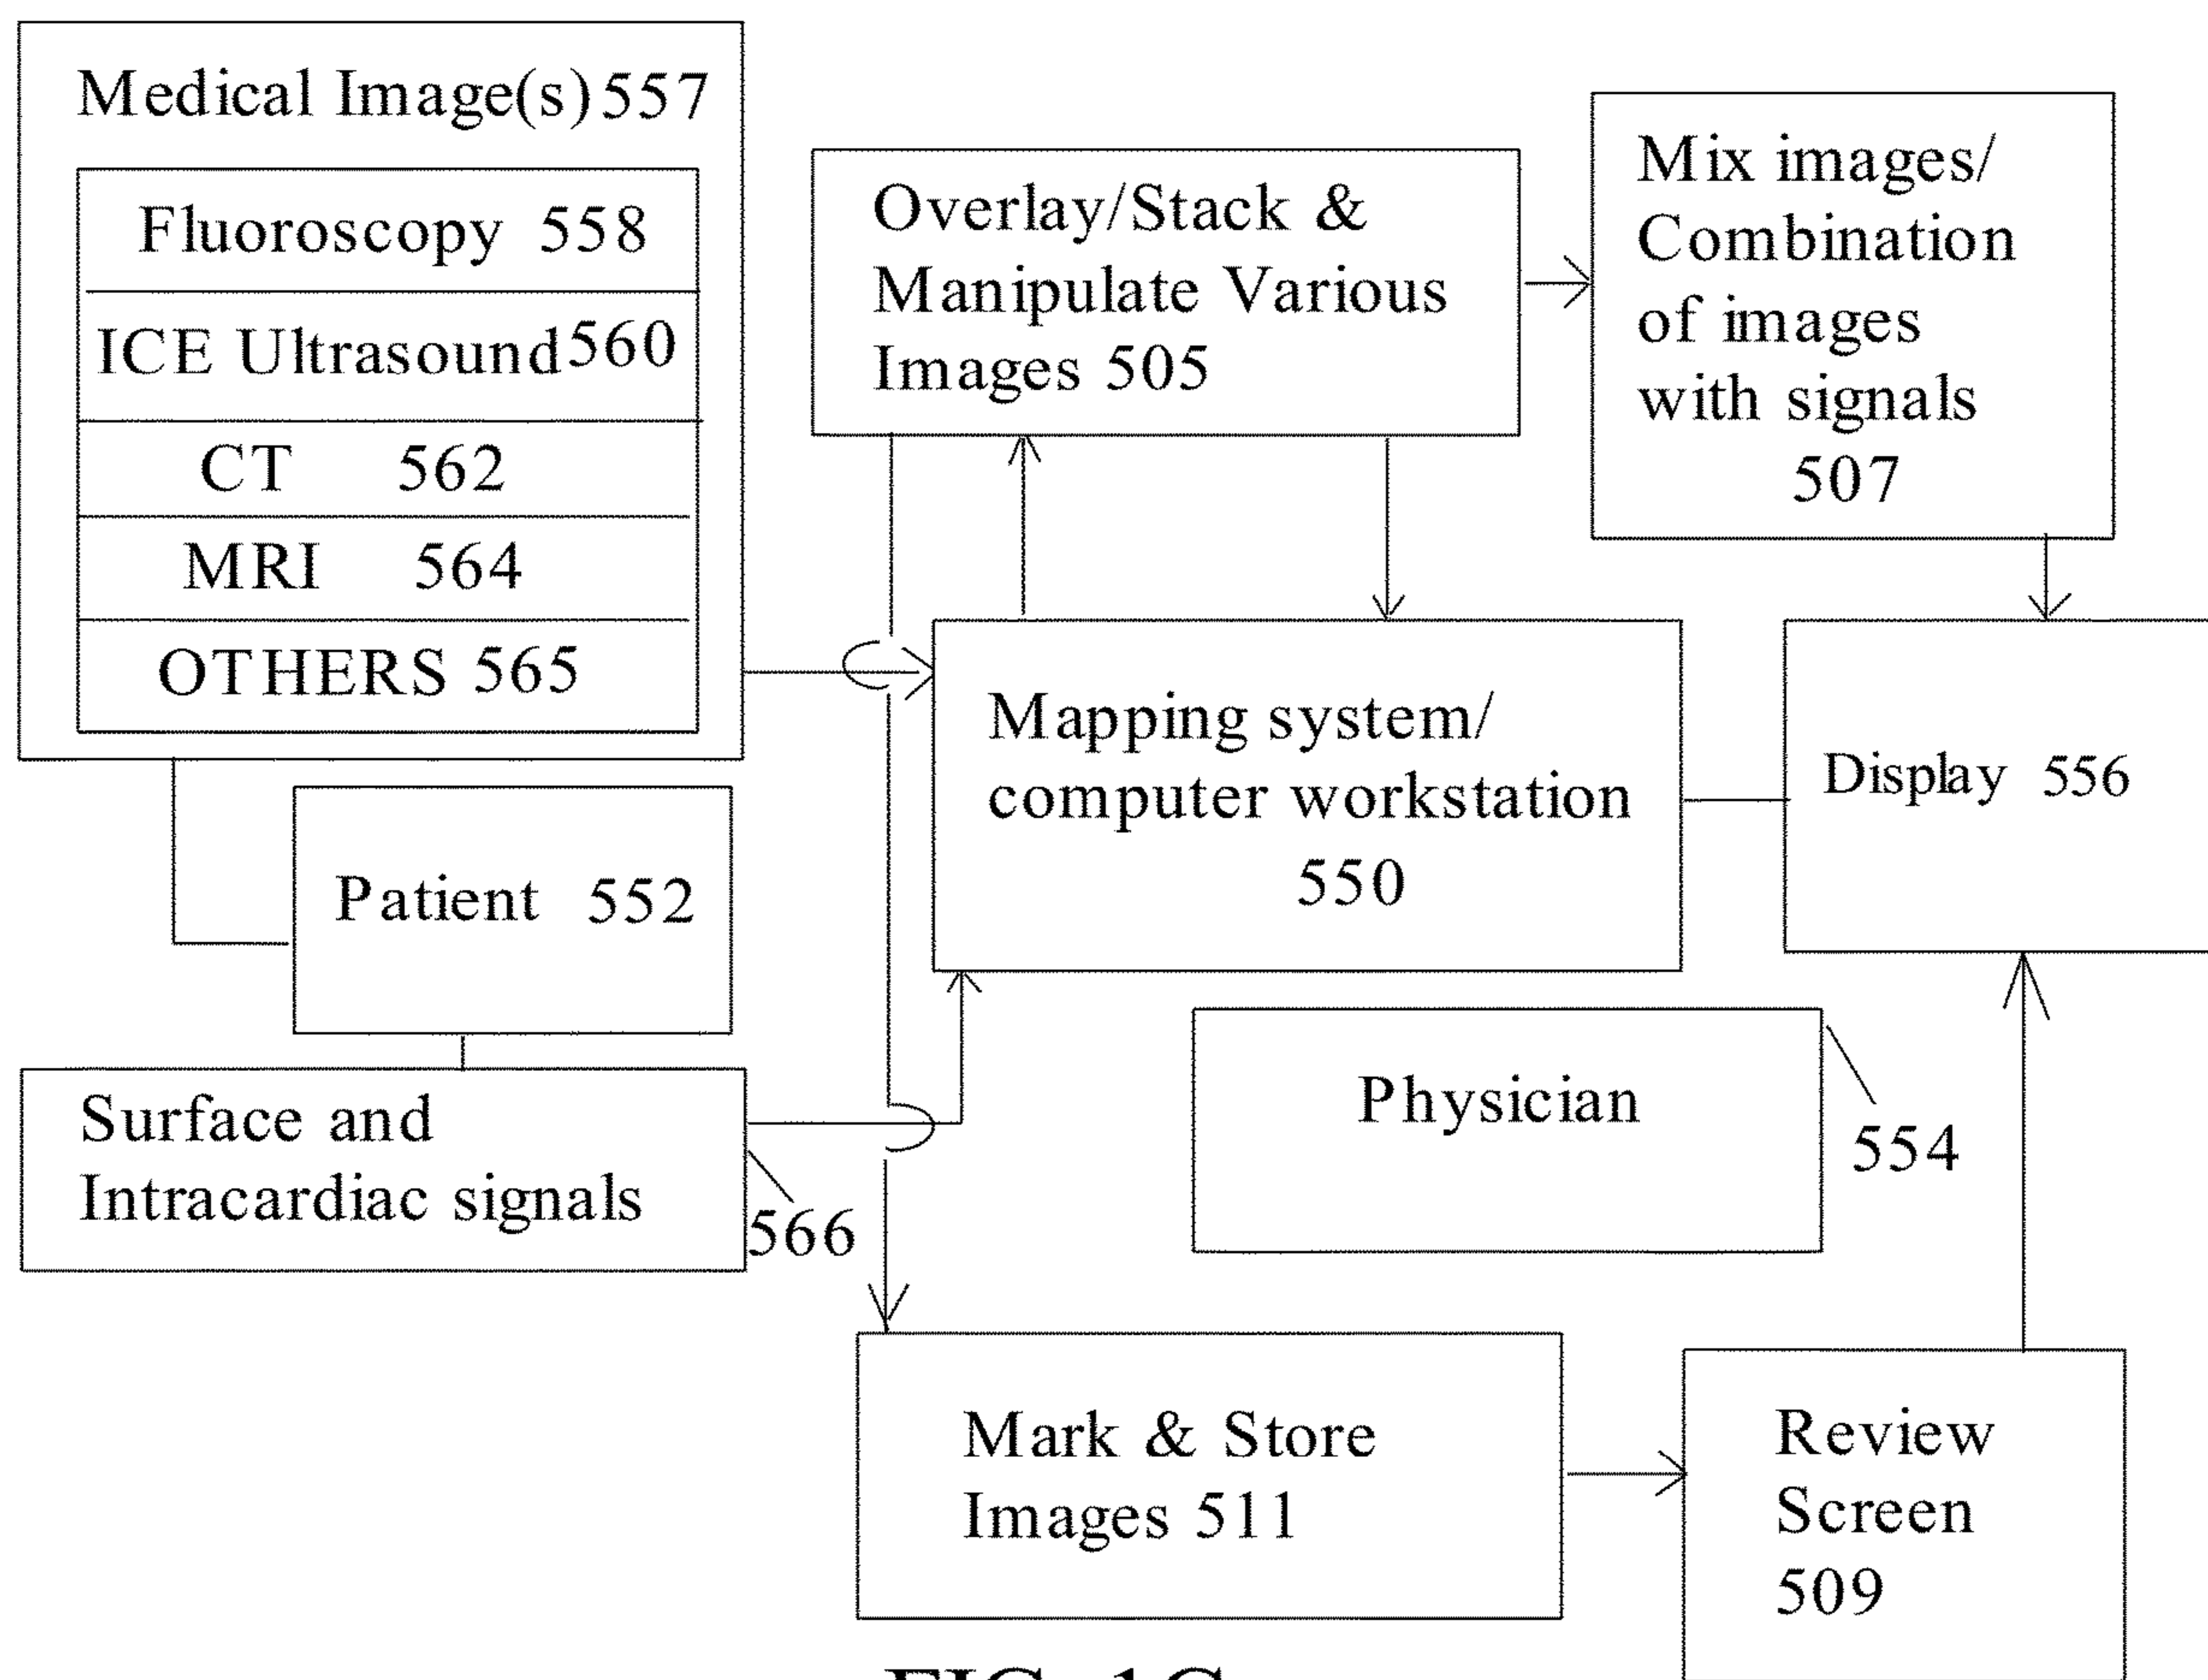 Medical Image(s) 557
Fluoroscopy 558
ICE Ultrasound 560
CT 562
MRI 564
OTHERS 565
Overlay/Stack &
Manipulate Various
Images 505
Mix images/
Combination
of images
with signals
507
Mapping system/
computer workstation
550
Display 556
Patient 552
Surface and
Intracardiac signals
566
Physician
554
Mark & Store
Images 511
Review
Screen
509